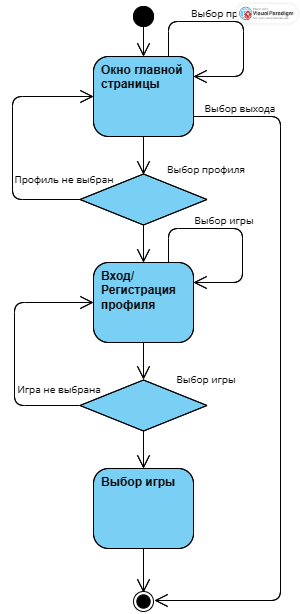 Выбор
Visual Paradigm
Окно главной
страницы
Выбор выхода
Выбор профиля
Профиль не выбран
Выбор игры
Вход/
Регистрация
профиля
Выбор игры
Игра не выбрана
Выбор игры